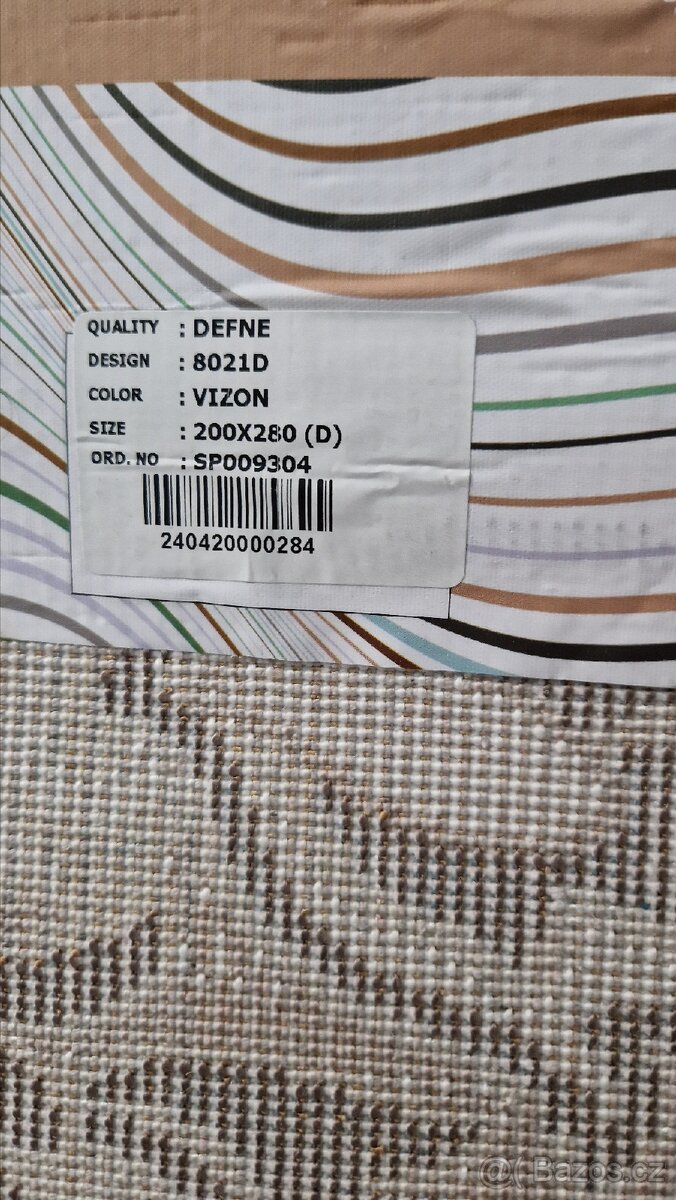 QUALITY : DEFNE
DESIGN : 8021D
COLOR : VIZON
SIZE : 200X280 (D)
ORD. NO : SP009304
240420000284
@( Bazos.cz